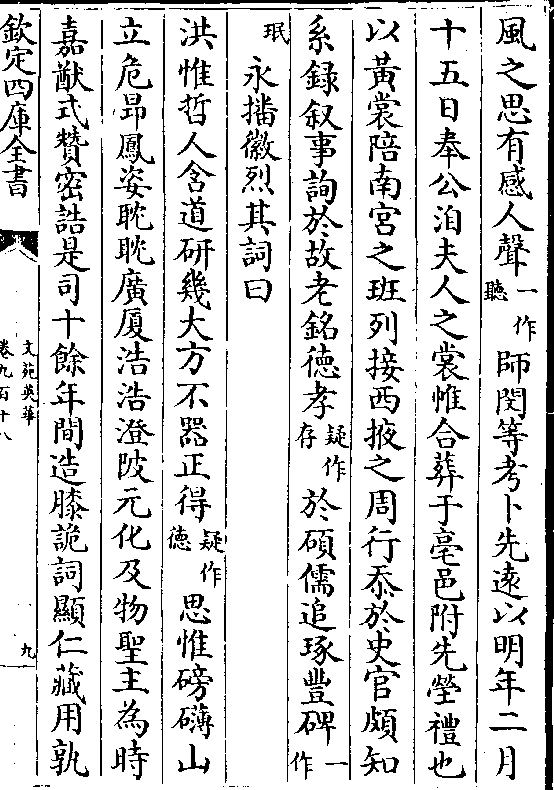 風之思有感人聲一作聽師閔等考卜先遠以明年二月
十五日奉公洎夫人之裳帷合葬于亳邑附先塋禮也
以黃裳陪南宮之班列接西掖之周行忝於史官頗知
系録叙事詢於故老銘德孝疑作存於碩儒追琢豐碑一作
珉永播徽烈其詞曰
洪惟哲人含道研幾大方不器正得疑作德思惟磅礴山
立危昂鳳姿耽耽廣厦浩浩澄陂元化及物聖主為時
嘉猷式贊密誥是司十餘年間造膝詭詞顯仁藏用孰
欽定四庫全書
文苑英華
卷九百十八
九